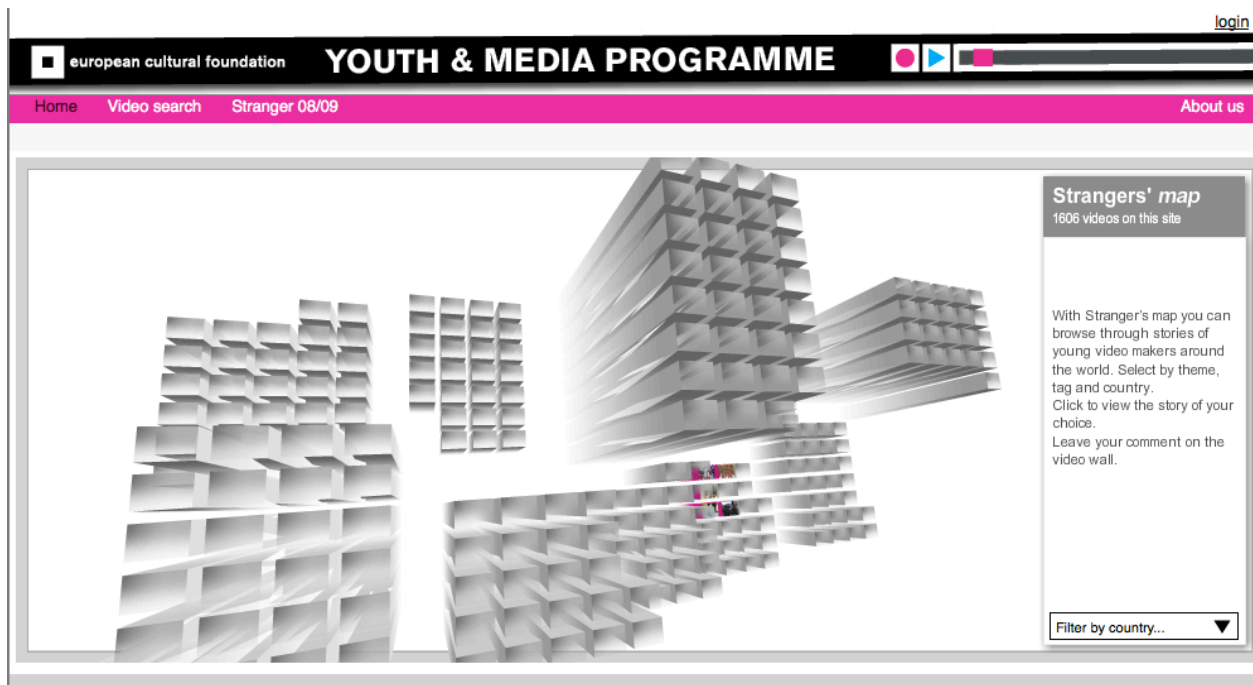 login
european cultural foundation
YOUTH & MEDIA PROGRAMME
Home
Video search
Stranger 08/09
About us
Strangers' map
1606 videos on this site
With Stranger's map you can
browse through stories of
young video makers around
the world. Select by theme,
tag and country.
Click to view the story of your
choice.
Leave your comment on the
video wall.
Filter by country...